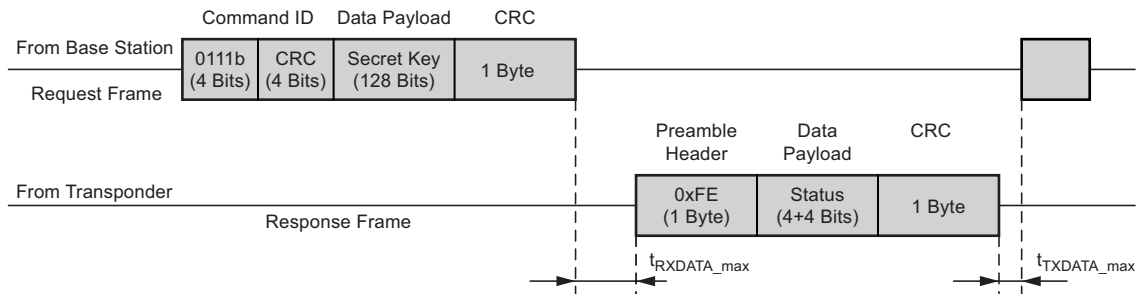 Command ID Data Payload CRC
From Base Station
0111b
(4 Bits)
CRC
(4 Bits)
Secret Key
(128 Bits)
1 Byte
Request Frame
Preamble
Header
Data
Payload
CRC
From Transponder
0xFE
(1 Byte)
Status
(4+4 Bits)
1 Byte
Response Frame
tRXDATA_max
tTXDATA_max